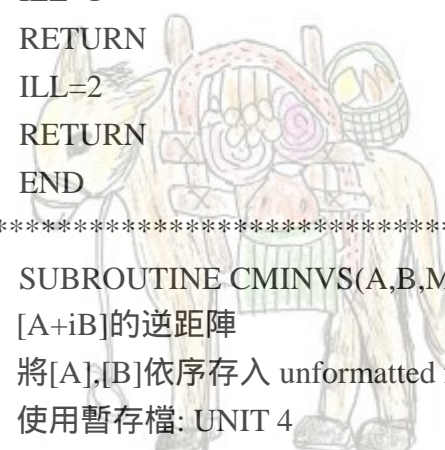 RETURN
ILL=2
RETURN
END
******************************
SUBROUTINE CMINVS(A,B,M
[A+iB]的逆距陣
將[A],[B]依序存入 unformatted
使用暫存檔: UNIT 4